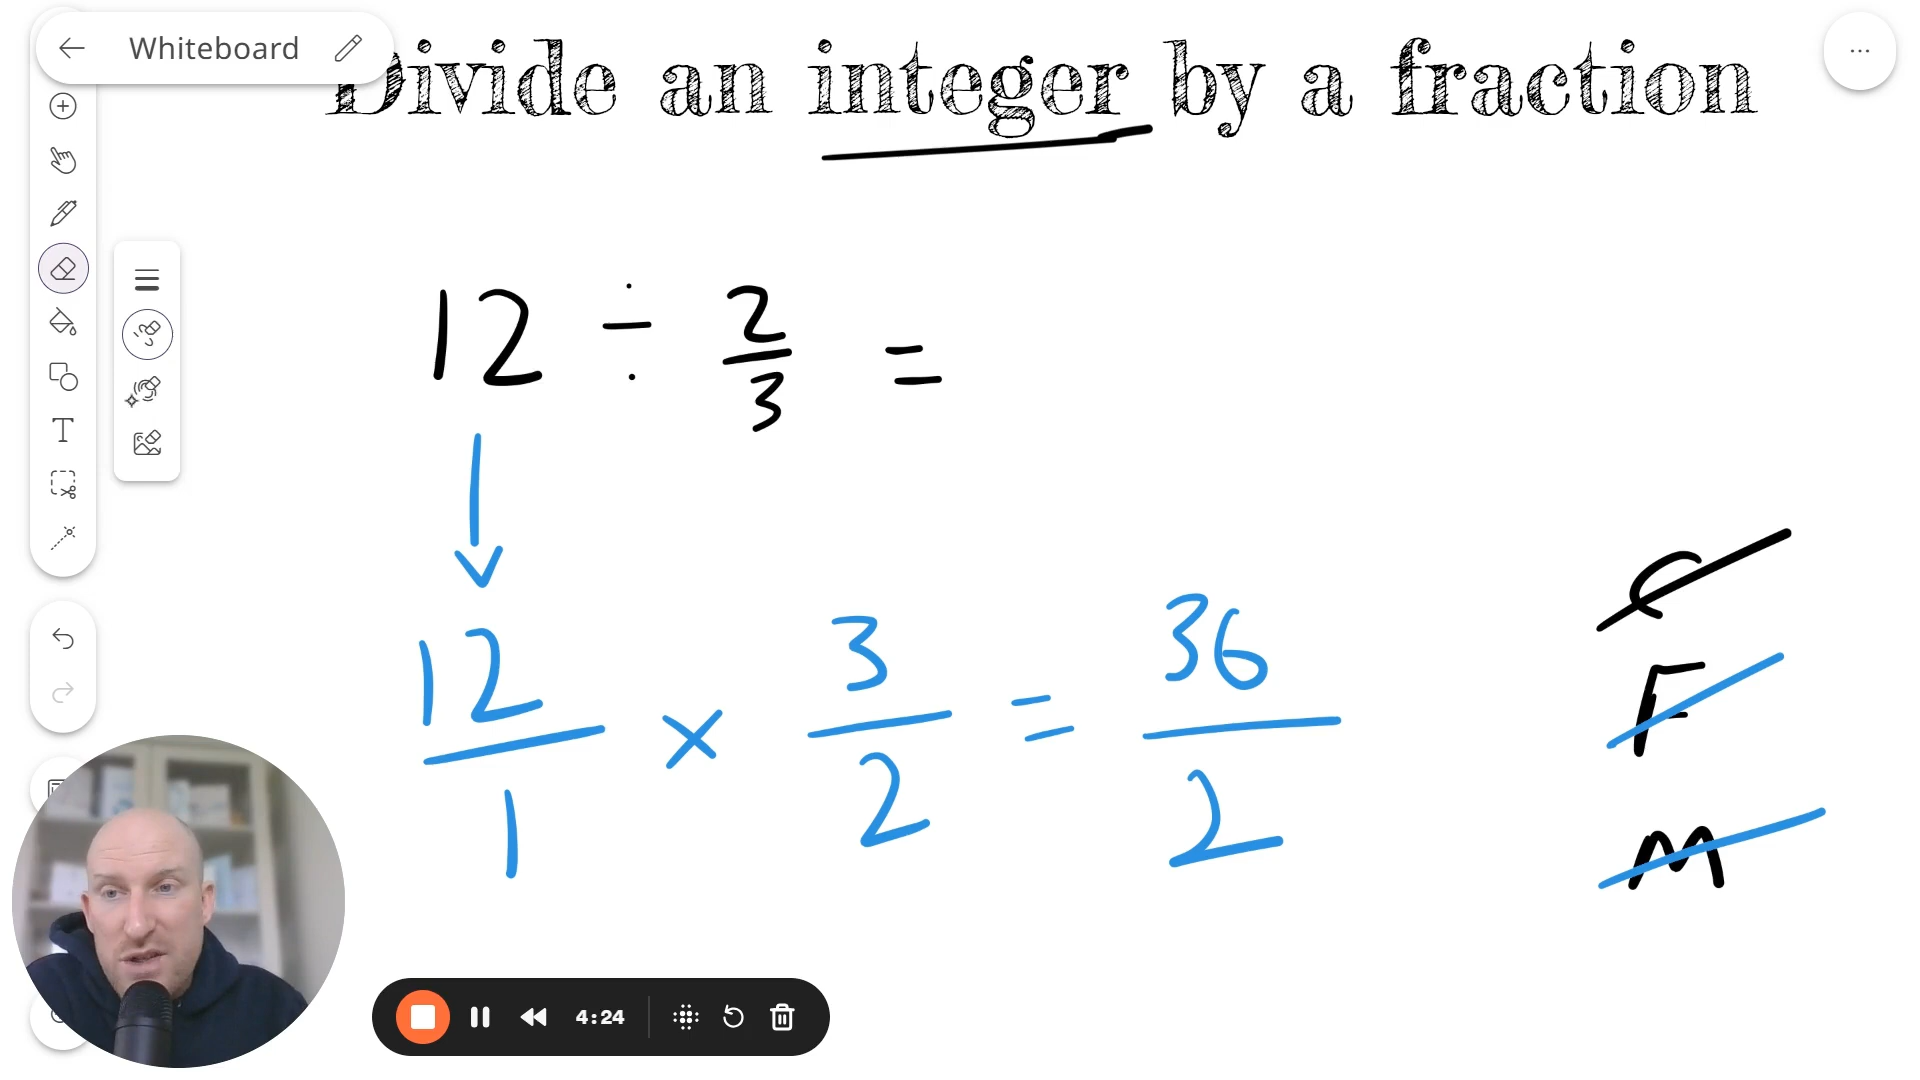 Whiteboard
Divide an integer by a fraction
12 ÷ 2/3 =
12/1 × 3/2 = 36/2
C
F
M
4:24